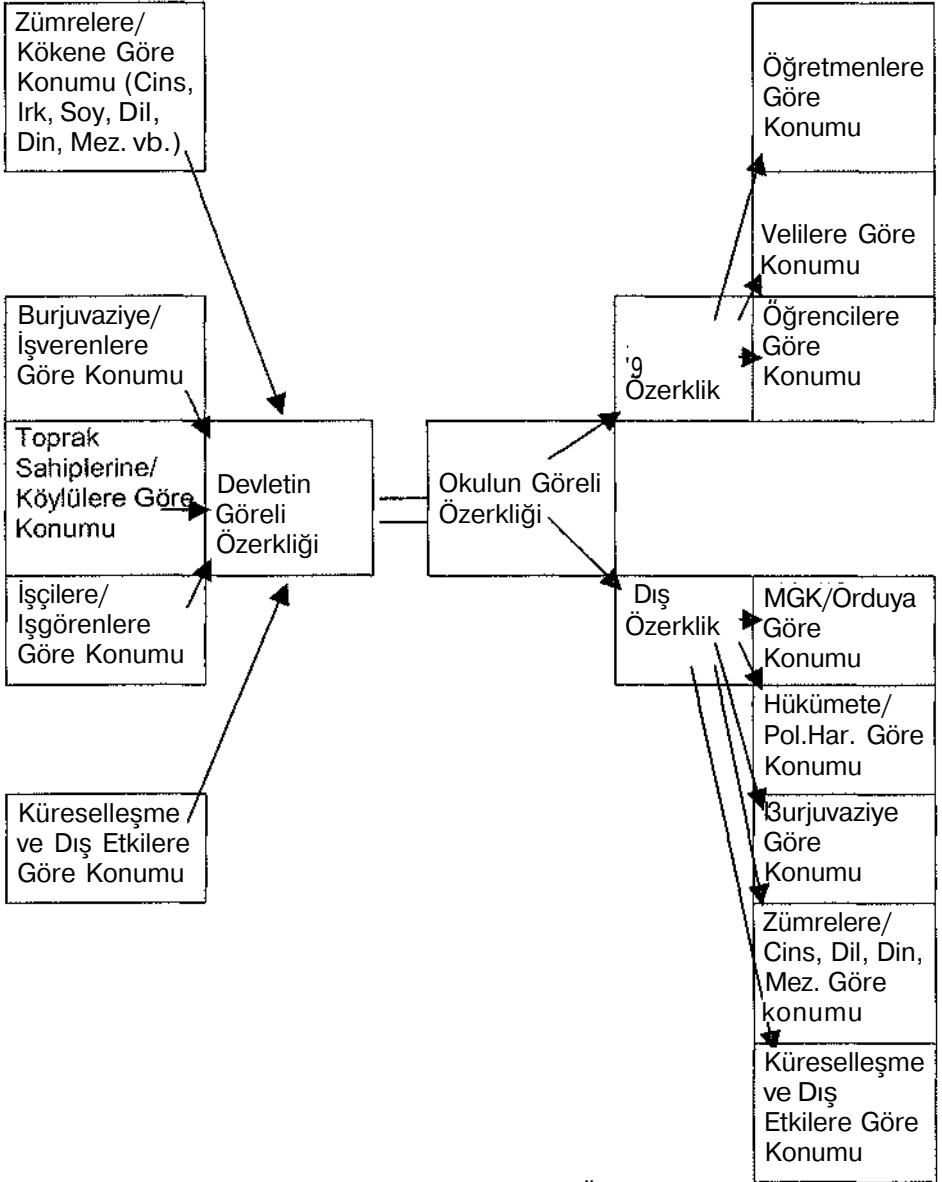 Zümrelere/
Kökene Göre
Konumu (Cins,
Irk, Soy, Dil,
Din, Mez. vb.)
Burjuvaziye/
İşverenlere
Göre Konumu
Toprak
Sahiplerine/
Köylülere Göre
Konumu
İşçilere/
Işgörenlere
Göre Konumu
Küreselleşme
ve Dış Etkilere
Göre Konumu
Devletin
Göreli
Özerkliği
Okulun Göreli
Özerkliği
'9
Özerklik
Dış
Özerklik
Öğretmenlere
Göre
Konumu
Velilere Göre
Konumu
Öğrencilere
Göre
Konumu
MGK/Orduya
Göre
Konumu
Hükümete/
Pol.Har. Göre
Konumu
3urjuvaziye
Göre
Konumu
Zümrelere/
Cins, Dil, Din,
Mez. Göre
konumu
Küreselleşme
ve Dış
Etkilere Göre
Konumu